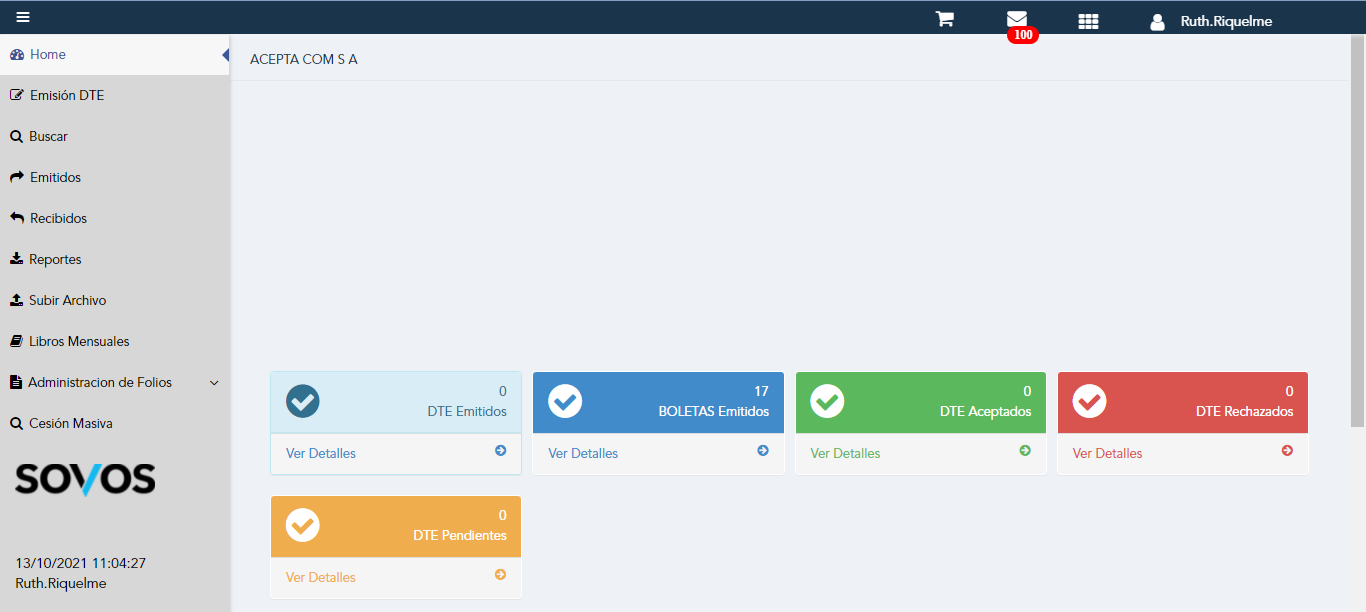 100
Ruth.Riquelme
Home
Emisión DTE
Buscar
Emitidos
Recibidos
Reportes
Subir Archivo
Libros Mensuales
Administracion de Folios
Cesión Masiva
SOVOS
13/10/2021 11:04:27
Ruth.Riquelme
ACEPTA COM S A
0
DTE Emitidos
Ver Detalles
17
BOLETAS Emitidos
Ver Detalles
0
DTE Aceptados
Ver Detalles
0
DTE Rechazados
Ver Detalles
0
DTE Pendientes
Ver Detalles